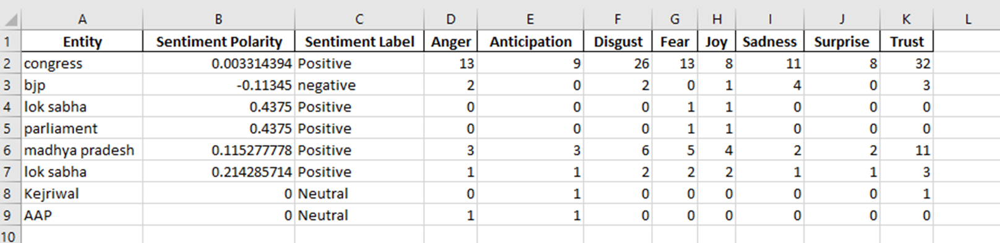 A B C D E F G H I J K L
1 Entity Sentiment Polarity Sentiment Label Anger Anticipation Disgust Fear Joy Sadness Surprise Trust
2 congress 0.003314394 Positive 13 9 26 13 8 11 8 32
3 bjp -0.11345 negative 2 0 2 0 1 4 0 3
4 lok sabha 0.4375 Positive 0 0 0 1 1 0 0 0
5 parliament 0.4375 Positive 0 0 0 1 1 0 0 0
6 madhya pradesh 0.115277778 Positive 3 3 6 5 4 2 2 11
7 lok sabha 0.214285714 Positive 1 1 2 2 2 1 1 3
8 Kejriwal 0 Neutral 0 1 0 0 0 0 0 1
9 AAP 0 Neutral 1 1 0 0 0 0 0 0
10